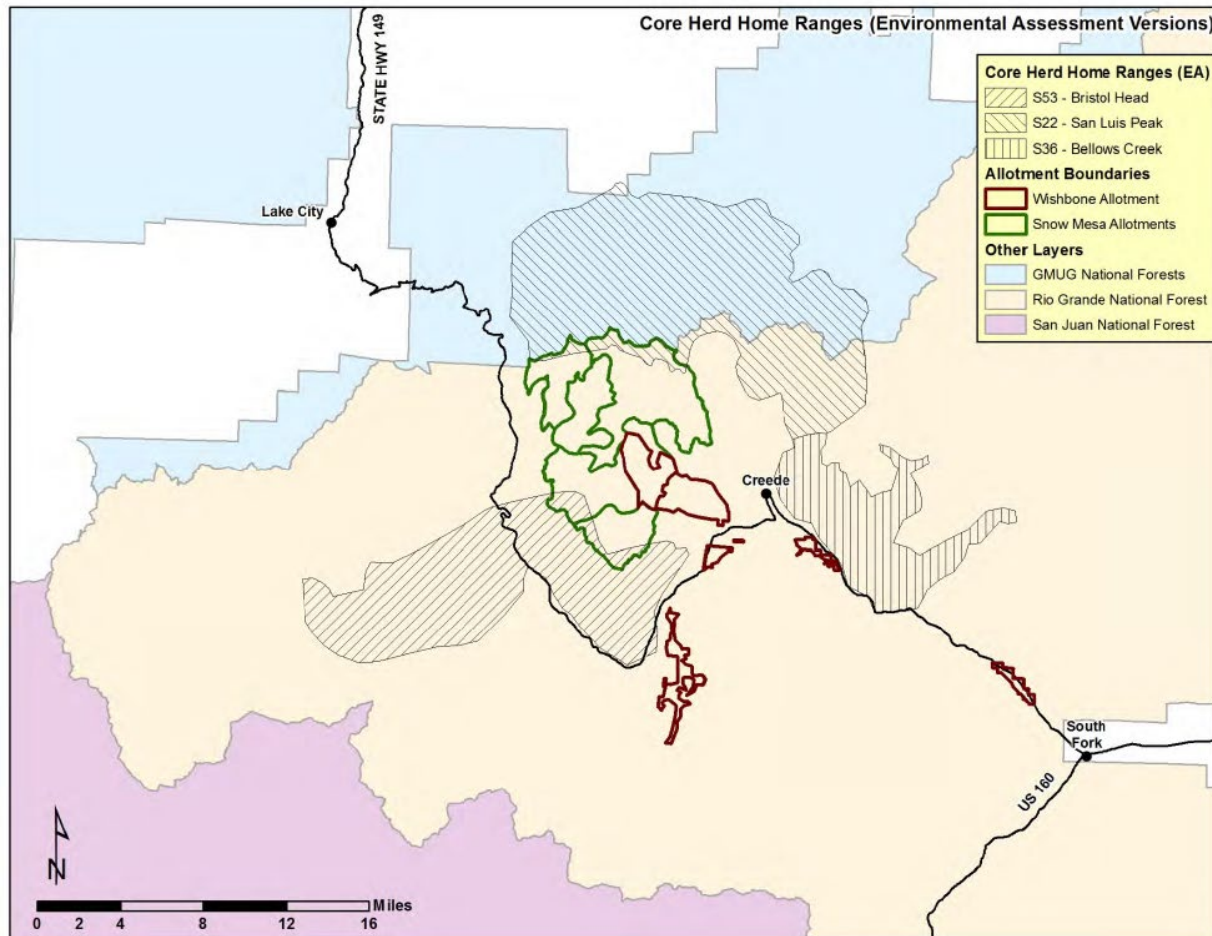 Core Herd Home Ranges (Environmental Assessment Versions)
STATE HWY 149
Core Herd Home Ranges (EA)
S53 - Bristol Head
S22 - San Luis Peak
S36 - Bellows Creek
Allotment Boundaries
Wishbone Allotment
Snow Mesa Allotments
Other Layers
GMUG National Forests
Rio Grande National Forest
San Juan National Forest
Lake City
Creede
South
Fork
US 160
N
Miles
0 2 4 8 12 16